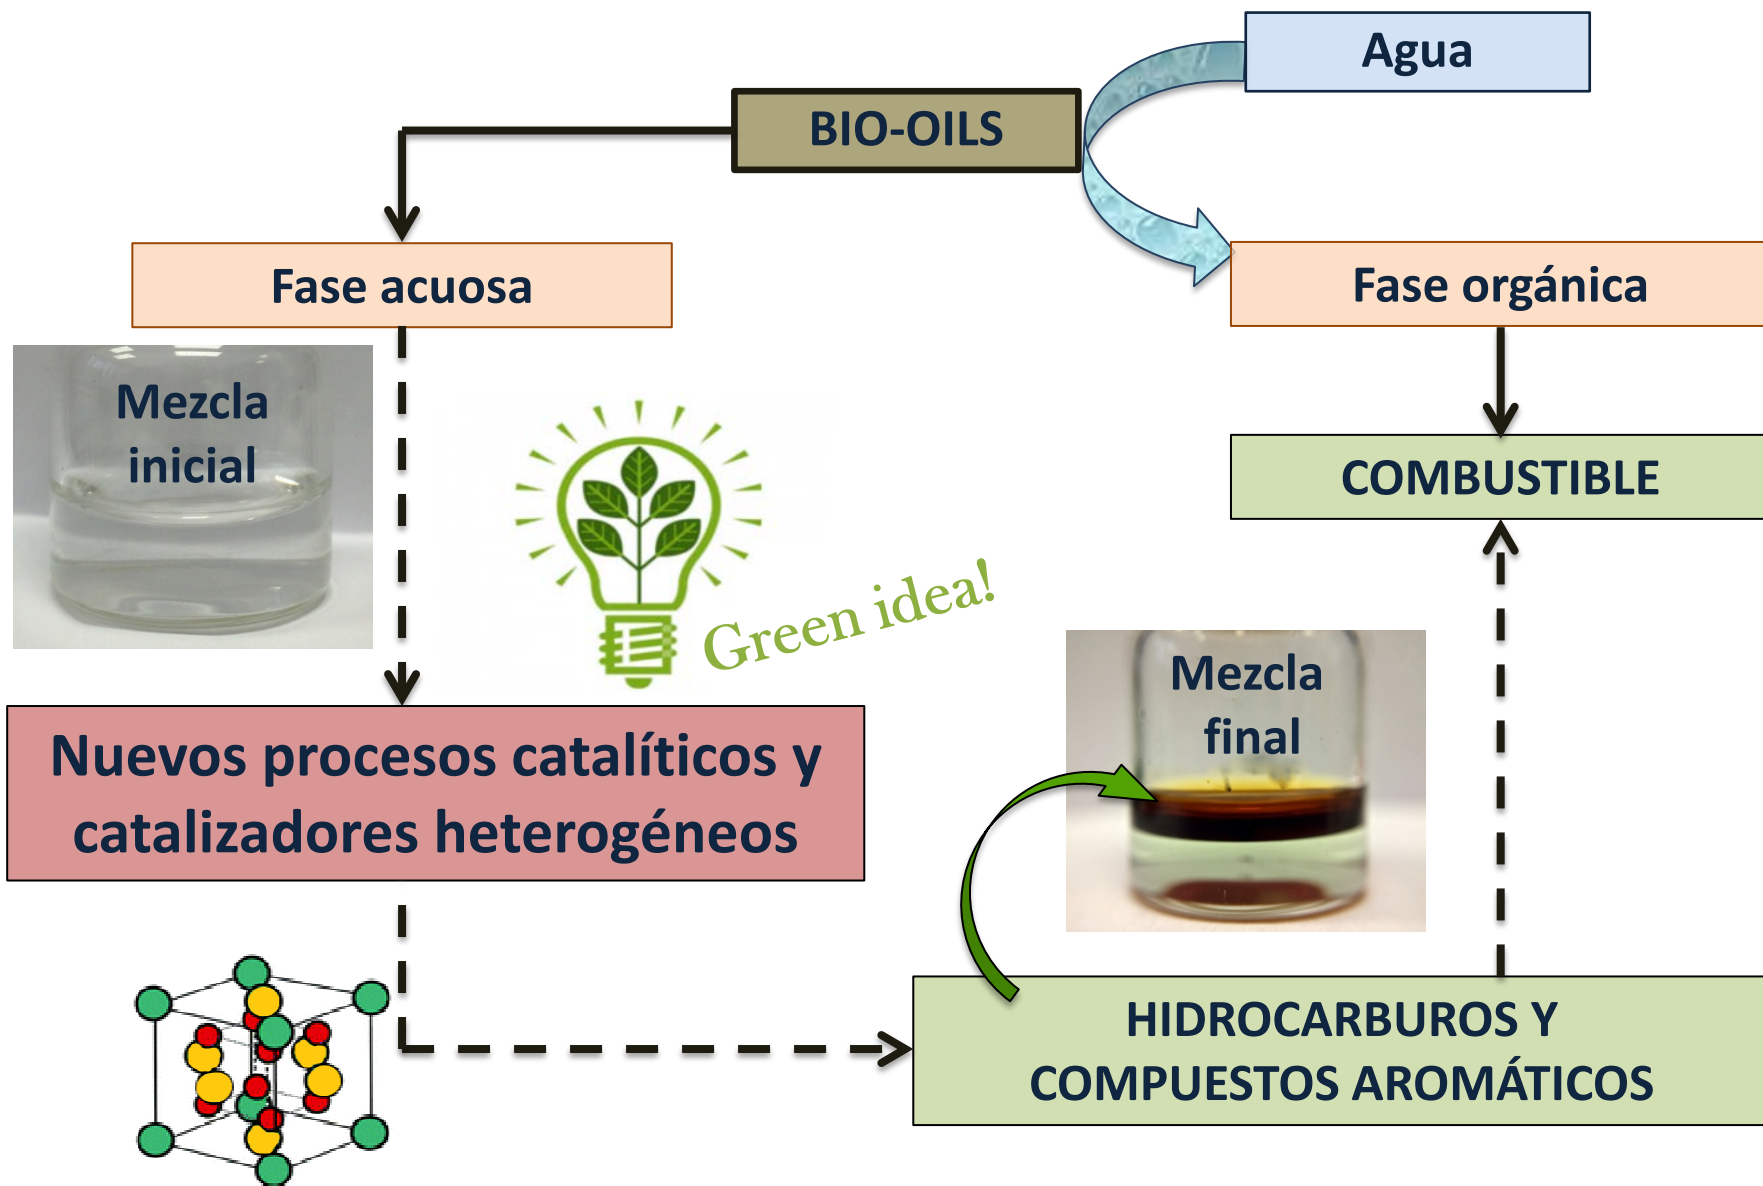 Agua
BIO-OILS
Fase acuosa
Fase orgánica
Mezcla
inicial
COMBUSTIBLE
Green idea!
Mezcla
final
Nuevos procesos catalíticos y
catalizadores heterogéneos
HIDROCARBUROS Y
COMPUESTOS AROMÁTICOS